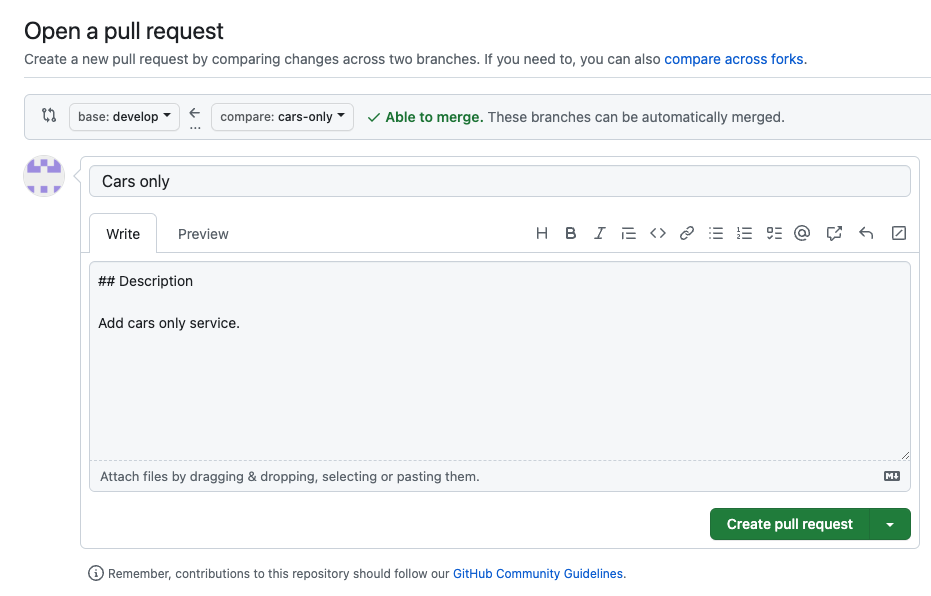 Open a pull request
Create a new pull request by comparing changes across two branches. If you need to, you can also compare across forks.
base: develop ... compare: cars-only Able to merge. These branches can be automatically merged.
Cars only
Write Preview
## Description
Add cars only service.
Attach files by dragging & dropping, selecting or pasting them.
Create pull request
Remember, contributions to this repository should follow our GitHub Community Guidelines.